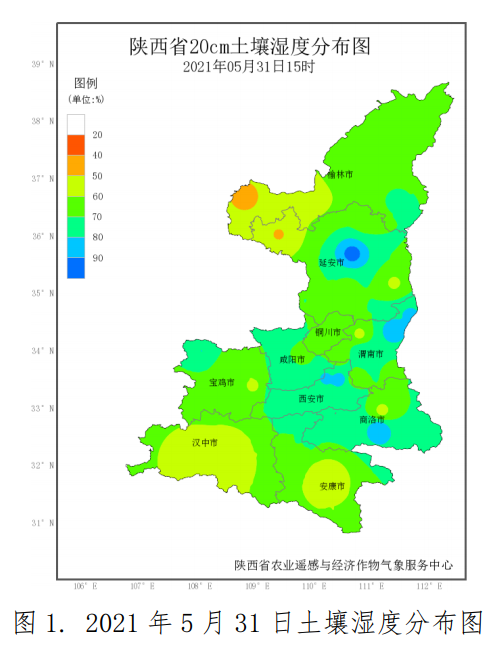 陕西省20cm土壤湿度分布图
2021年05月31日15时
图例
(单位:%)
20
40
50
60
70
80
90
39° N
38° N
37° N
36° N
35° N
34° N
33° N
32° N
31° N
榆林市
延安市
铜川市
咸阳市
渭南市
宝鸡市
西安市
商洛市
汉中市
安康市
陕西省农业遥感与经济作物气象服务中心
106° E
107° E
108° E
109° E
110° E
111° E
112° E
图 1. 2021 年 5 月 31 日土壤湿度分布图